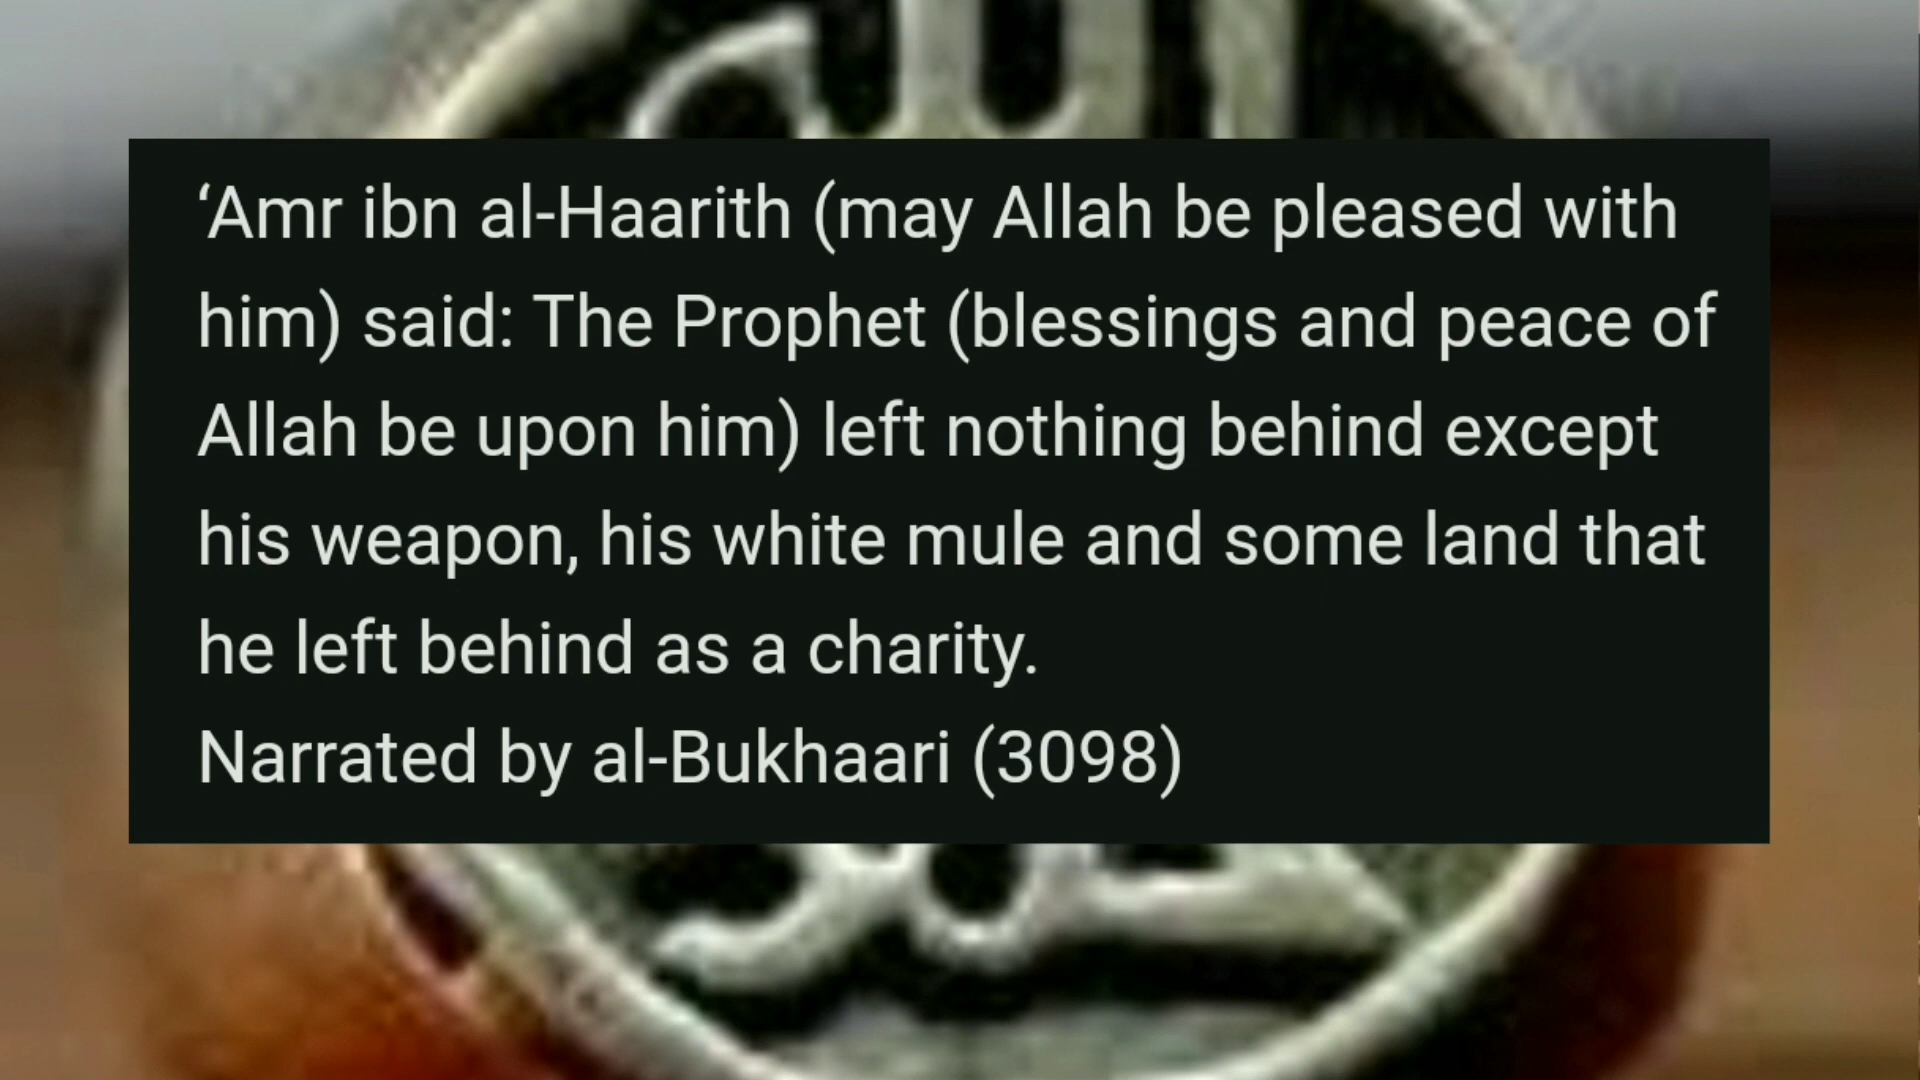 ‘Amr ibn al-Haarith (may Allah be pleased with
him) said: The Prophet (blessings and peace of
Allah be upon him) left nothing behind except
his weapon, his white mule and some land that
he left behind as a charity.
Narrated by al-Bukhaari (3098)